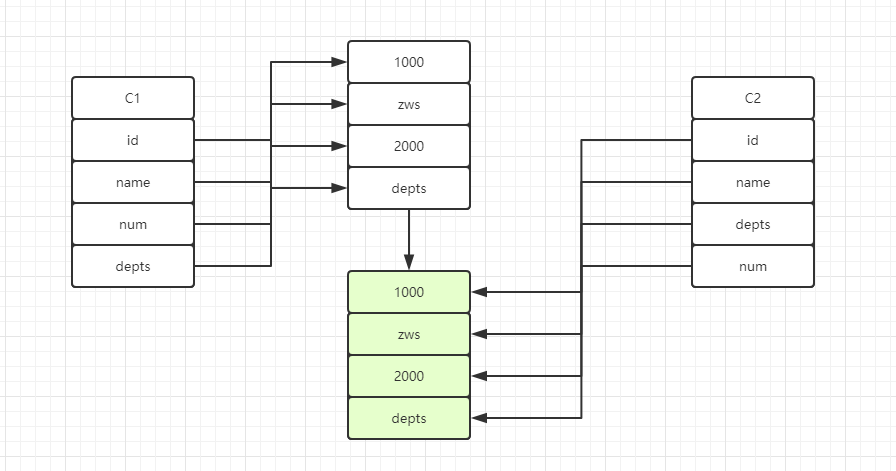 C1
id
name
num
depts
1000
zws
2000
depts
1000
zws
2000
depts
C2
id
name
depts
num